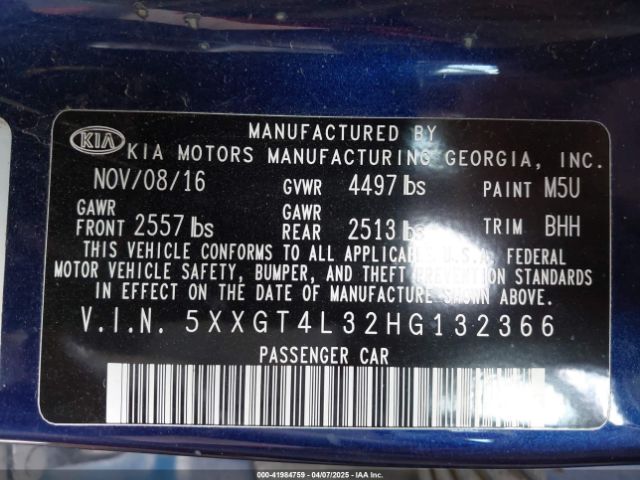 MANUFACTURED BY
KIA KIA MOTORS MANUFACTURING GEORGIA, INC.
NOV/08/16 GVWR 4497 lbs PAINT M5U
GAWR FRONT 2557 lbs GAWR REAR 2513 lbs TRIM BHH
THIS VEHICLE CONFORMS TO ALL APPLICABLE U.S.A. FEDERAL
MOTOR VEHICLE SAFETY, BUMPER, AND THEFT PREVENTION STANDARDS
IN EFFECT ON THE DATE OF MANUFACTURE SHOWN ABOVE.
V.I.N. 5XXGT4L32HG132366
PASSENGER CAR
000-41984759 - 04/07/2025 - IAAI.COM